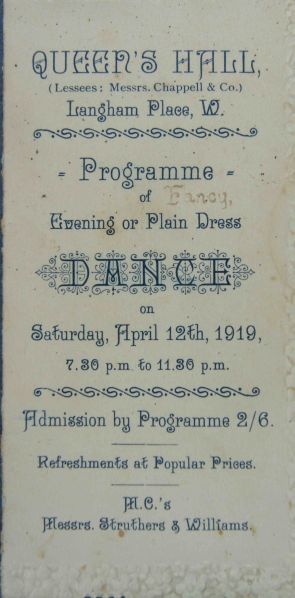 QUEEN'S HALL,
(Lessees: Messrs. Chappell & Co.)
Langham Place, W.
- Programme -
of Fancy,
Evening or Plain Dress
DANCE
on
Saturday, April 12th, 1919,
7.30 p.m. to 11.30 p.m.
Admission by Programme 2/6.
Refreshments at Popular Prices.
M.C.'s
Messrs. Struthers & Williams.